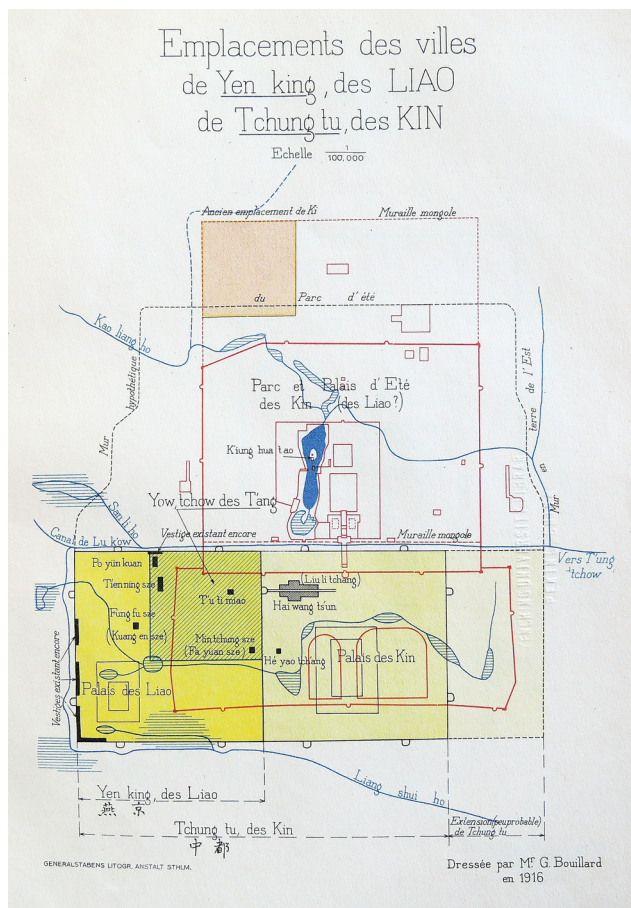 Emplacements des villes
de Yen king, des LIAO
de Tchung tu, des KIN
Echelle 1
100,000
Ancien emplacement de Ki
Muraille mongole
du Parc d'été
Kao liang ho
Mur hypothétique
Mur en terre de l'Est
Parc et Palais d'Eté
des Kin (des Liao?)
K'iung hua tao
Yow tchow des T'ang
San li ho
Canal de Lu kow
Vestige existant encore
Muraille mongole
Vers T'ung
tchow
Po yün kuan
Tienning sze
(Liu li tchang)
T'u ti miao
Hai wang ts'un
Fung fu sze
(Kuang en sze)
Min tchung sze
(Fa yuan sze)
Hé yao tchang
Palais des Kin
Vestiges existant encore
Palais des Liao
Liang shui ho
Yen king, des Liao
燕 京
Extension (peu probable)
de Tchung tu
Tchung tu, des Kin
中 都
GENERALSTABENS LITOGR. ANSTALT STHLM.
Dressée par Mr G. Bouillard
en 1916